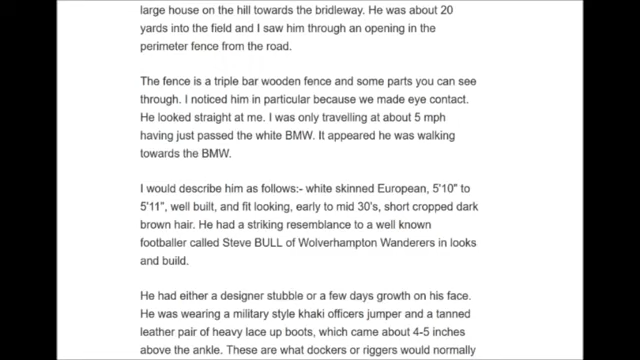 large house on the hill towards the bridleway. He was about 20
yards into the field and I saw him through an opening in the
perimeter fence from the road.
The fence is a triple bar wooden fence and some parts you can see
through. I noticed him in particular because we made eye contact.
He looked straight at me. I was only travelling at about 5 mph
having just passed the white BMW. It appeared he was walking
towards the BMW.
I would describe him as follows:- white skinned European, 5'10" to
5'11", well built, and fit looking, early to mid 30's, short cropped dark
brown hair. He had a striking resemblance to a well known
footballer called Steve BULL of Wolverhampton Wanderers in looks
and build.
He had either a designer stubble or a few days growth on his face.
He was wearing a military style khaki officers jumper and a tanned
leather pair of heavy lace up boots, which came about 4-5 inches
above the ankle. These are what dockers or riggers would normally